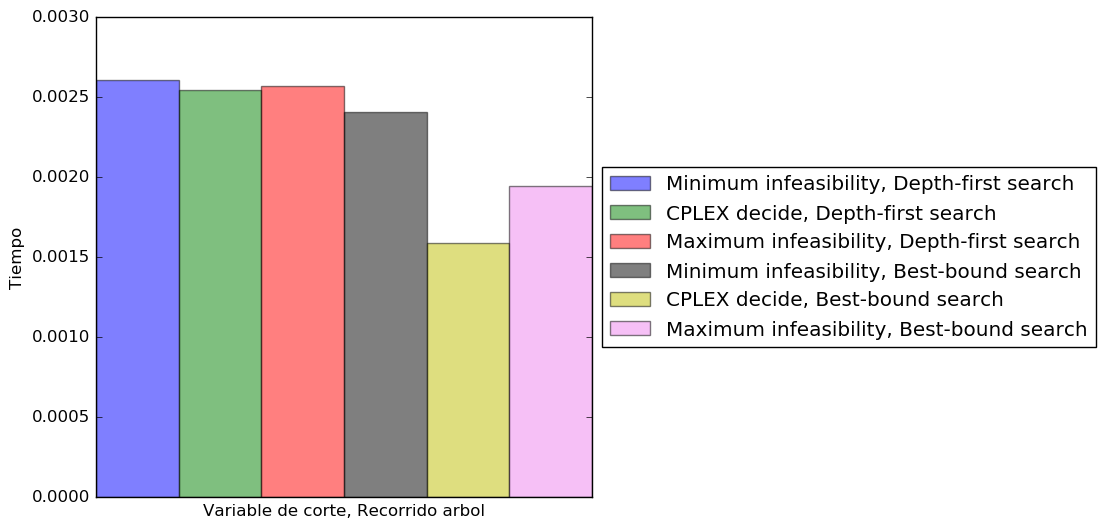 0.0030
0.0025
0.0020
0.0015
0.0010
0.0005
0.0000
Tiempo
Variable de corte, Recorrido arbol
Minimum infeasibility, Depth-first search
CPLEX decide, Depth-first search
Maximum infeasibility, Depth-first search
Minimum infeasibility, Best-bound search
CPLEX decide, Best-bound search
Maximum infeasibility, Best-bound search